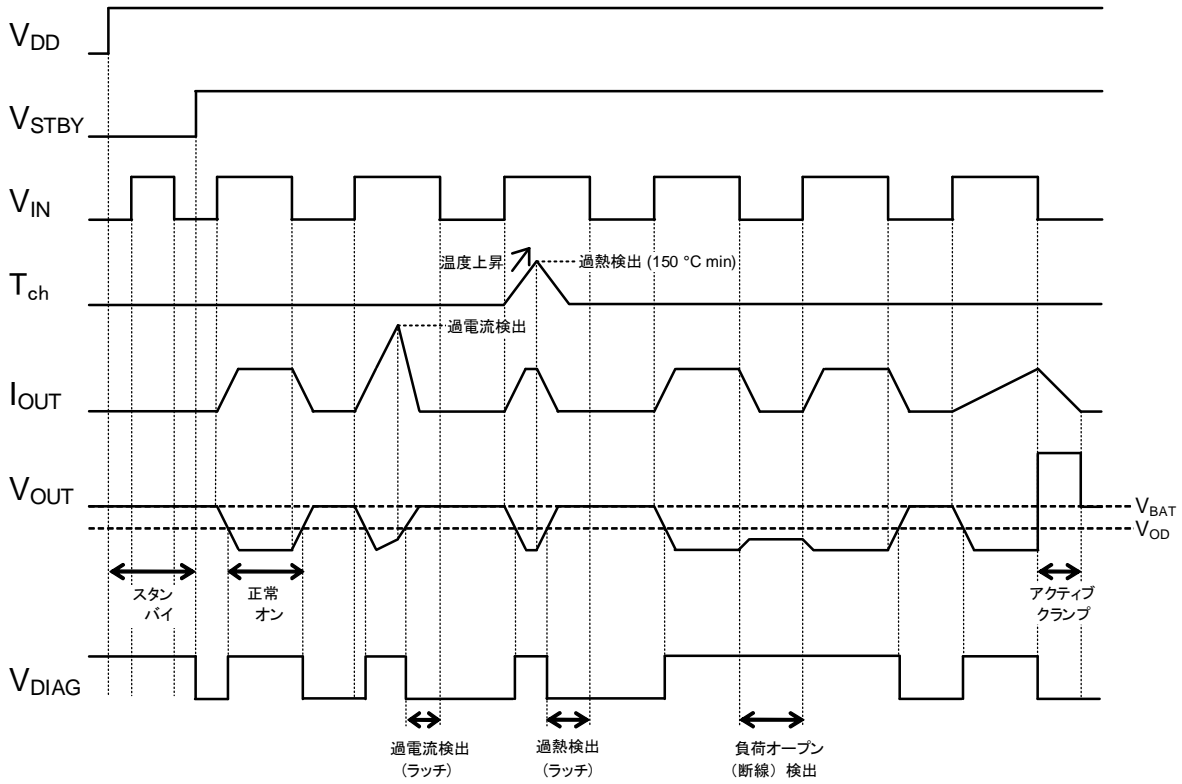 VDD
VSTBY
VIN
温度上昇
過熱検出 (150 °C min)
Tch
過電流検出
IOUT
VOUT
VBAT
VOD
スタン
バイ
正常
オン
アクティブ
クランプ
VDIAG
過電流検出
(ラッチ)
過熱検出
(ラッチ)
負荷オープン
(断線) 検出